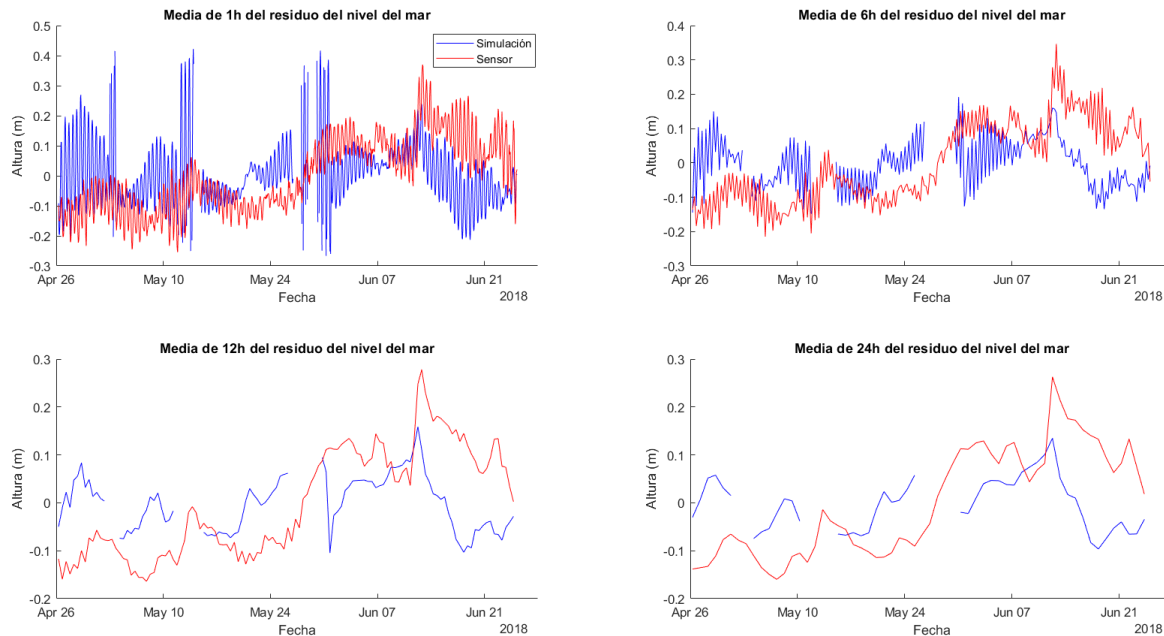 Media de 1h del residuo del nivel del mar
0.5
0.4
0.3
0.2
0.1
0
-0.1
-0.2
-0.3
Altura (m)
Simulación
Sensor
Apr 26 May 10 May 24 Jun 07 Jun 21
Fecha 2018
Media de 6h del residuo del nivel del mar
0.4
0.3
0.2
0.1
0
-0.1
-0.2
-0.3
Altura (m)
Apr 26 May 10 May 24 Jun 07 Jun 21
Fecha 2018
Media de 12h del residuo del nivel del mar
0.3
0.2
0.1
0
-0.1
-0.2
Altura (m)
Apr 26 May 10 May 24 Jun 07 Jun 21
Fecha 2018
Media de 24h del residuo del nivel del mar
0.3
0.2
0.1
0
-0.1
-0.2
Altura (m)
Apr 26 May 10 May 24 Jun 07 Jun 21
Fecha 2018